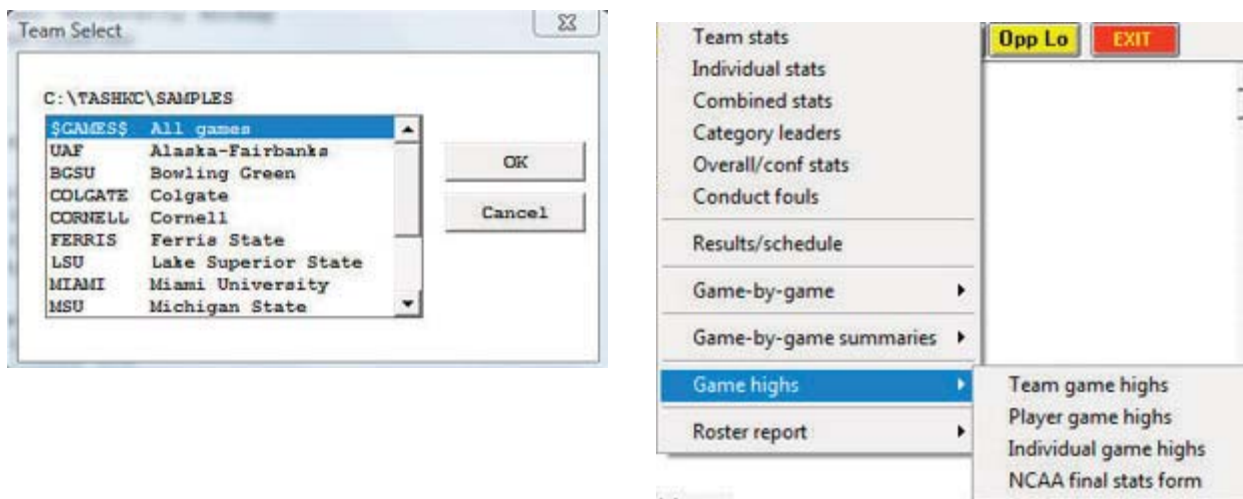 Team Select
C:\TASHKC\SAMPLES
$GAMES$ All games
UAF Alaska-Fairbanks
BGSU Bowling Green
COLGATE Colgate
CORNELL Cornell
FERRIS Ferris State
LSU Lake Superior State
MIAMI Miami University
MSU Michigan State
OK
Cancel
Team stats
Individual stats
Combined stats
Category leaders
Overall/conf stats
Conduct fouls
Results/schedule
Game-by-game
Game-by-game summaries
Game highs
Roster report
Opp Lo
EXIT
Team game highs
Player game highs
Individual game highs
NCAA final stats form